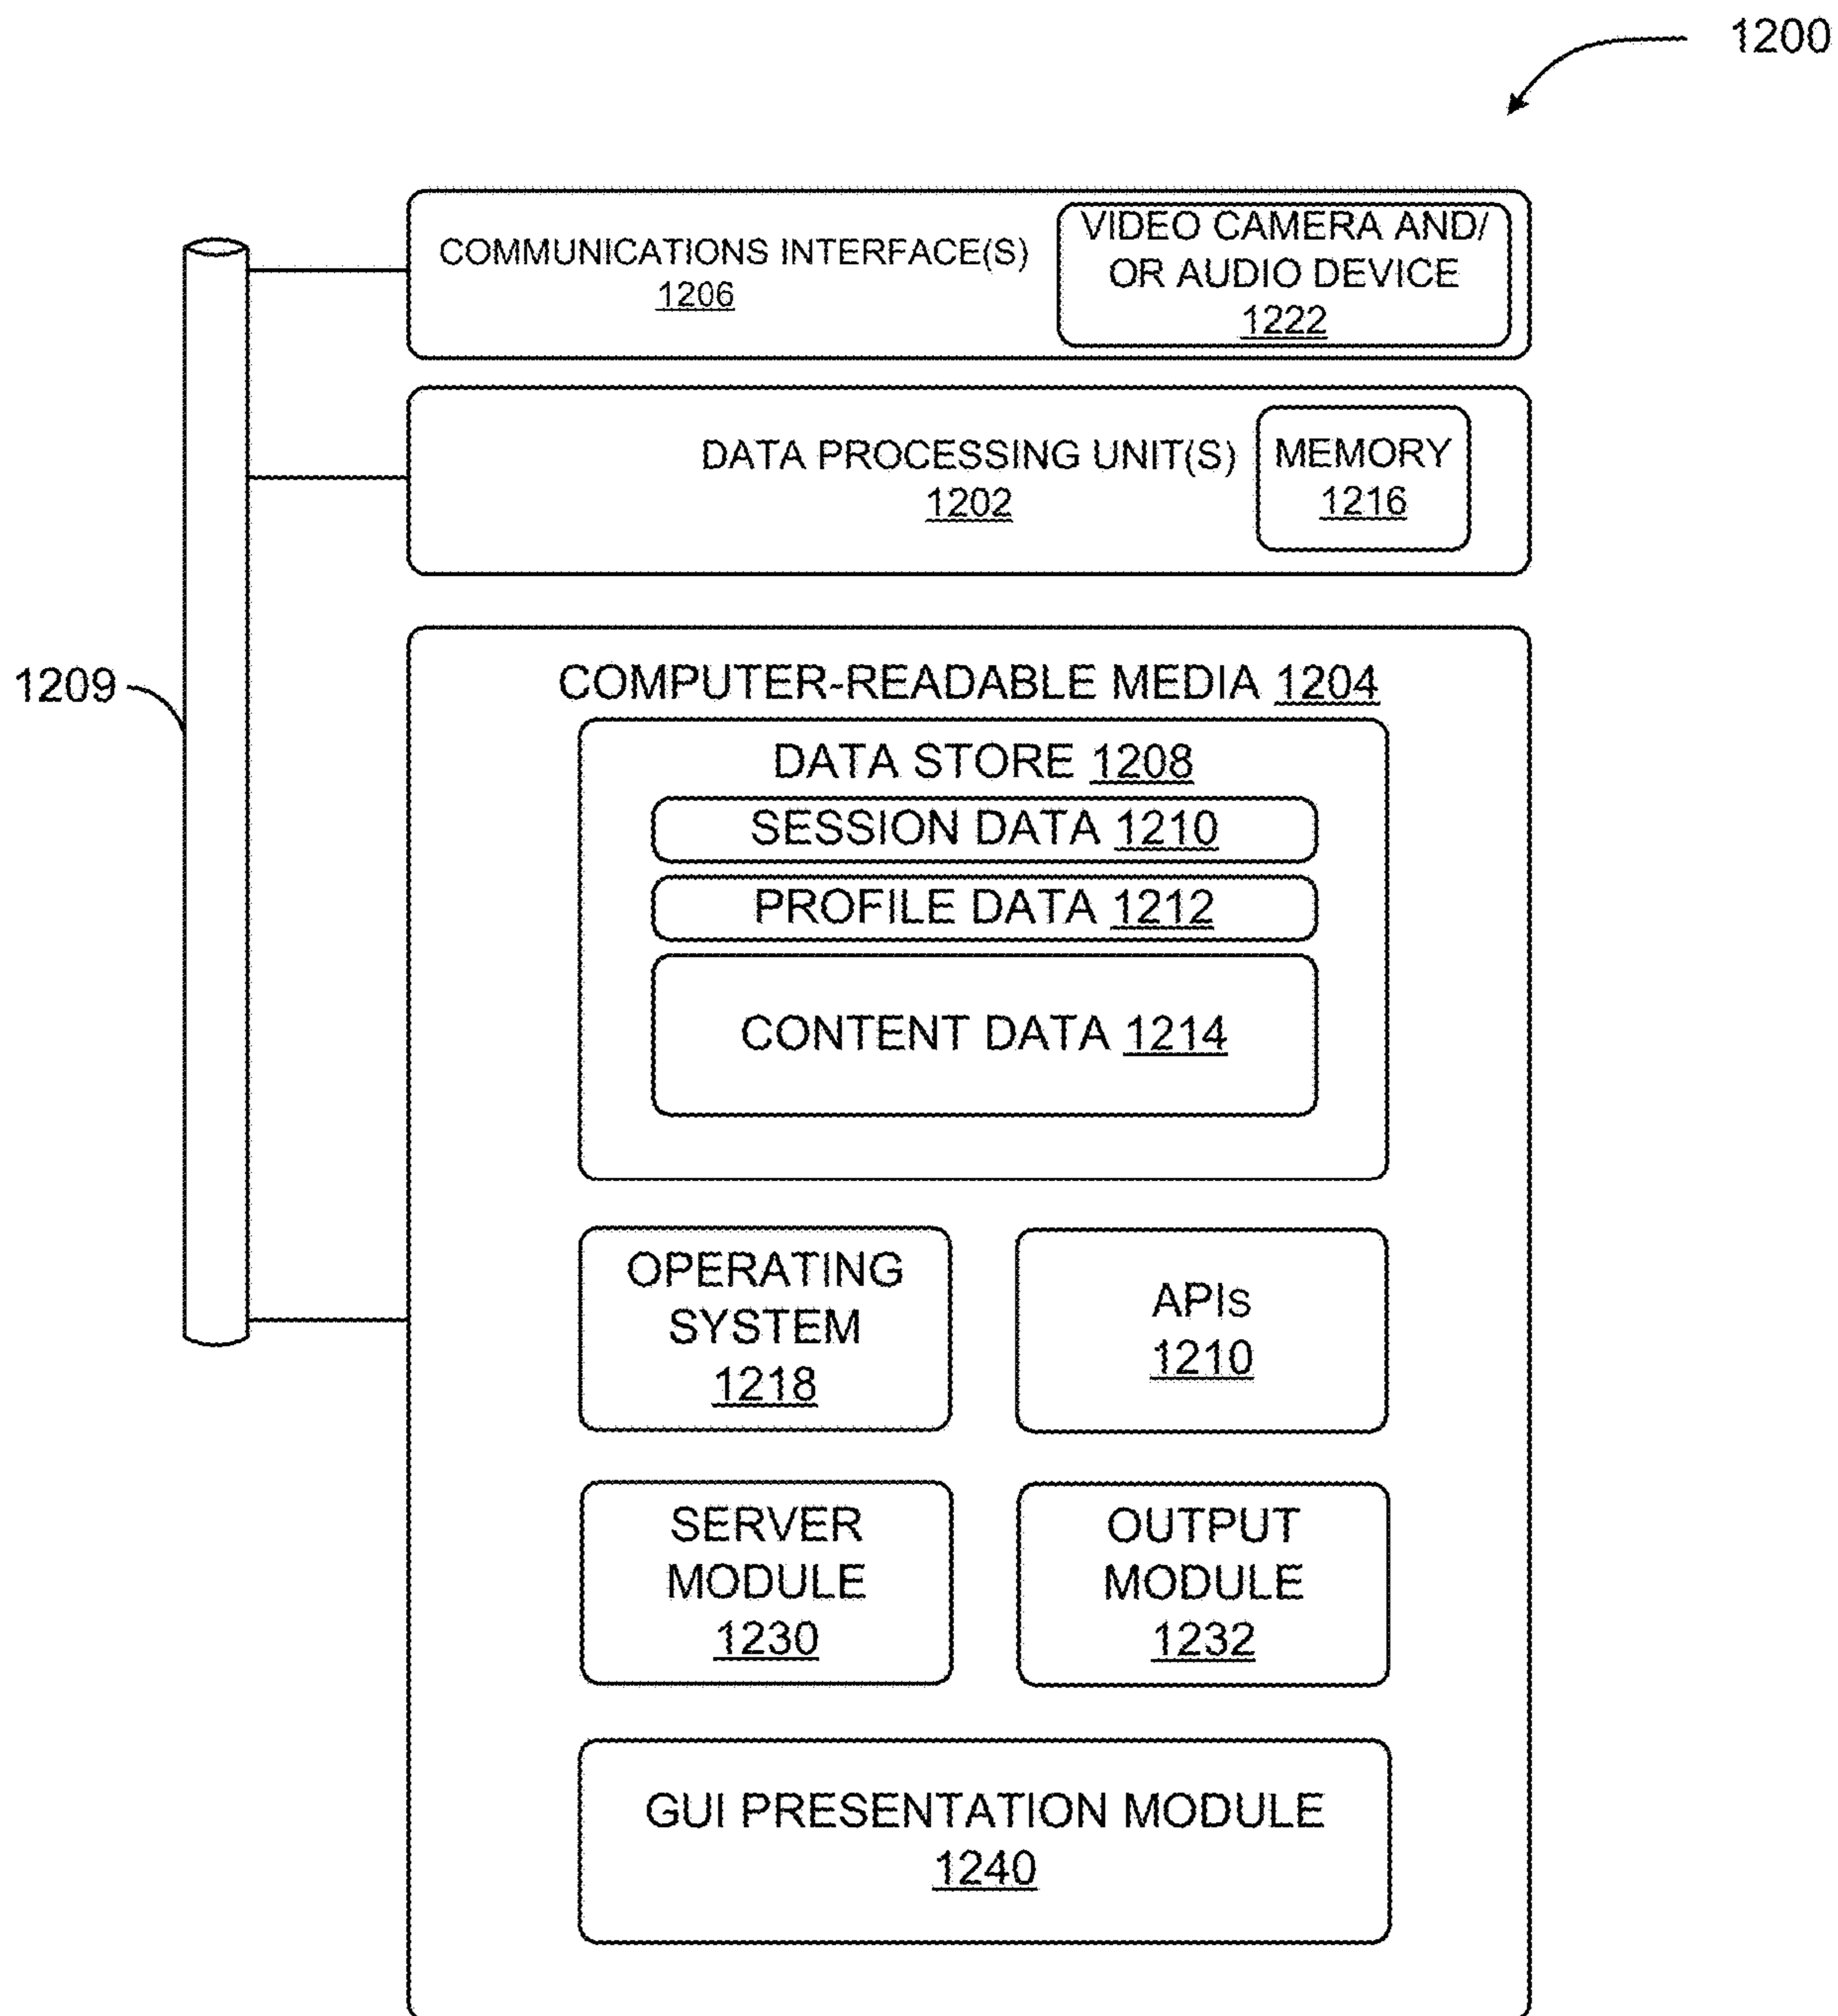 1200
COMMUNICATIONS INTERFACE(S)
1206
VIDEO CAMERA AND/
OR AUDIO DEVICE
1222
DATA PROCESSING UNIT(S)
1202
MEMORY
1216
1209
COMPUTER-READABLE MEDIA 1204
DATA STORE 1208
SESSION DATA 1210
PROFILE DATA 1212
CONTENT DATA 1214
OPERATING
SYSTEM
1218
APIs
1210
SERVER
MODULE
1230
OUTPUT
MODULE
1232
GUI PRESENTATION MODULE
1240